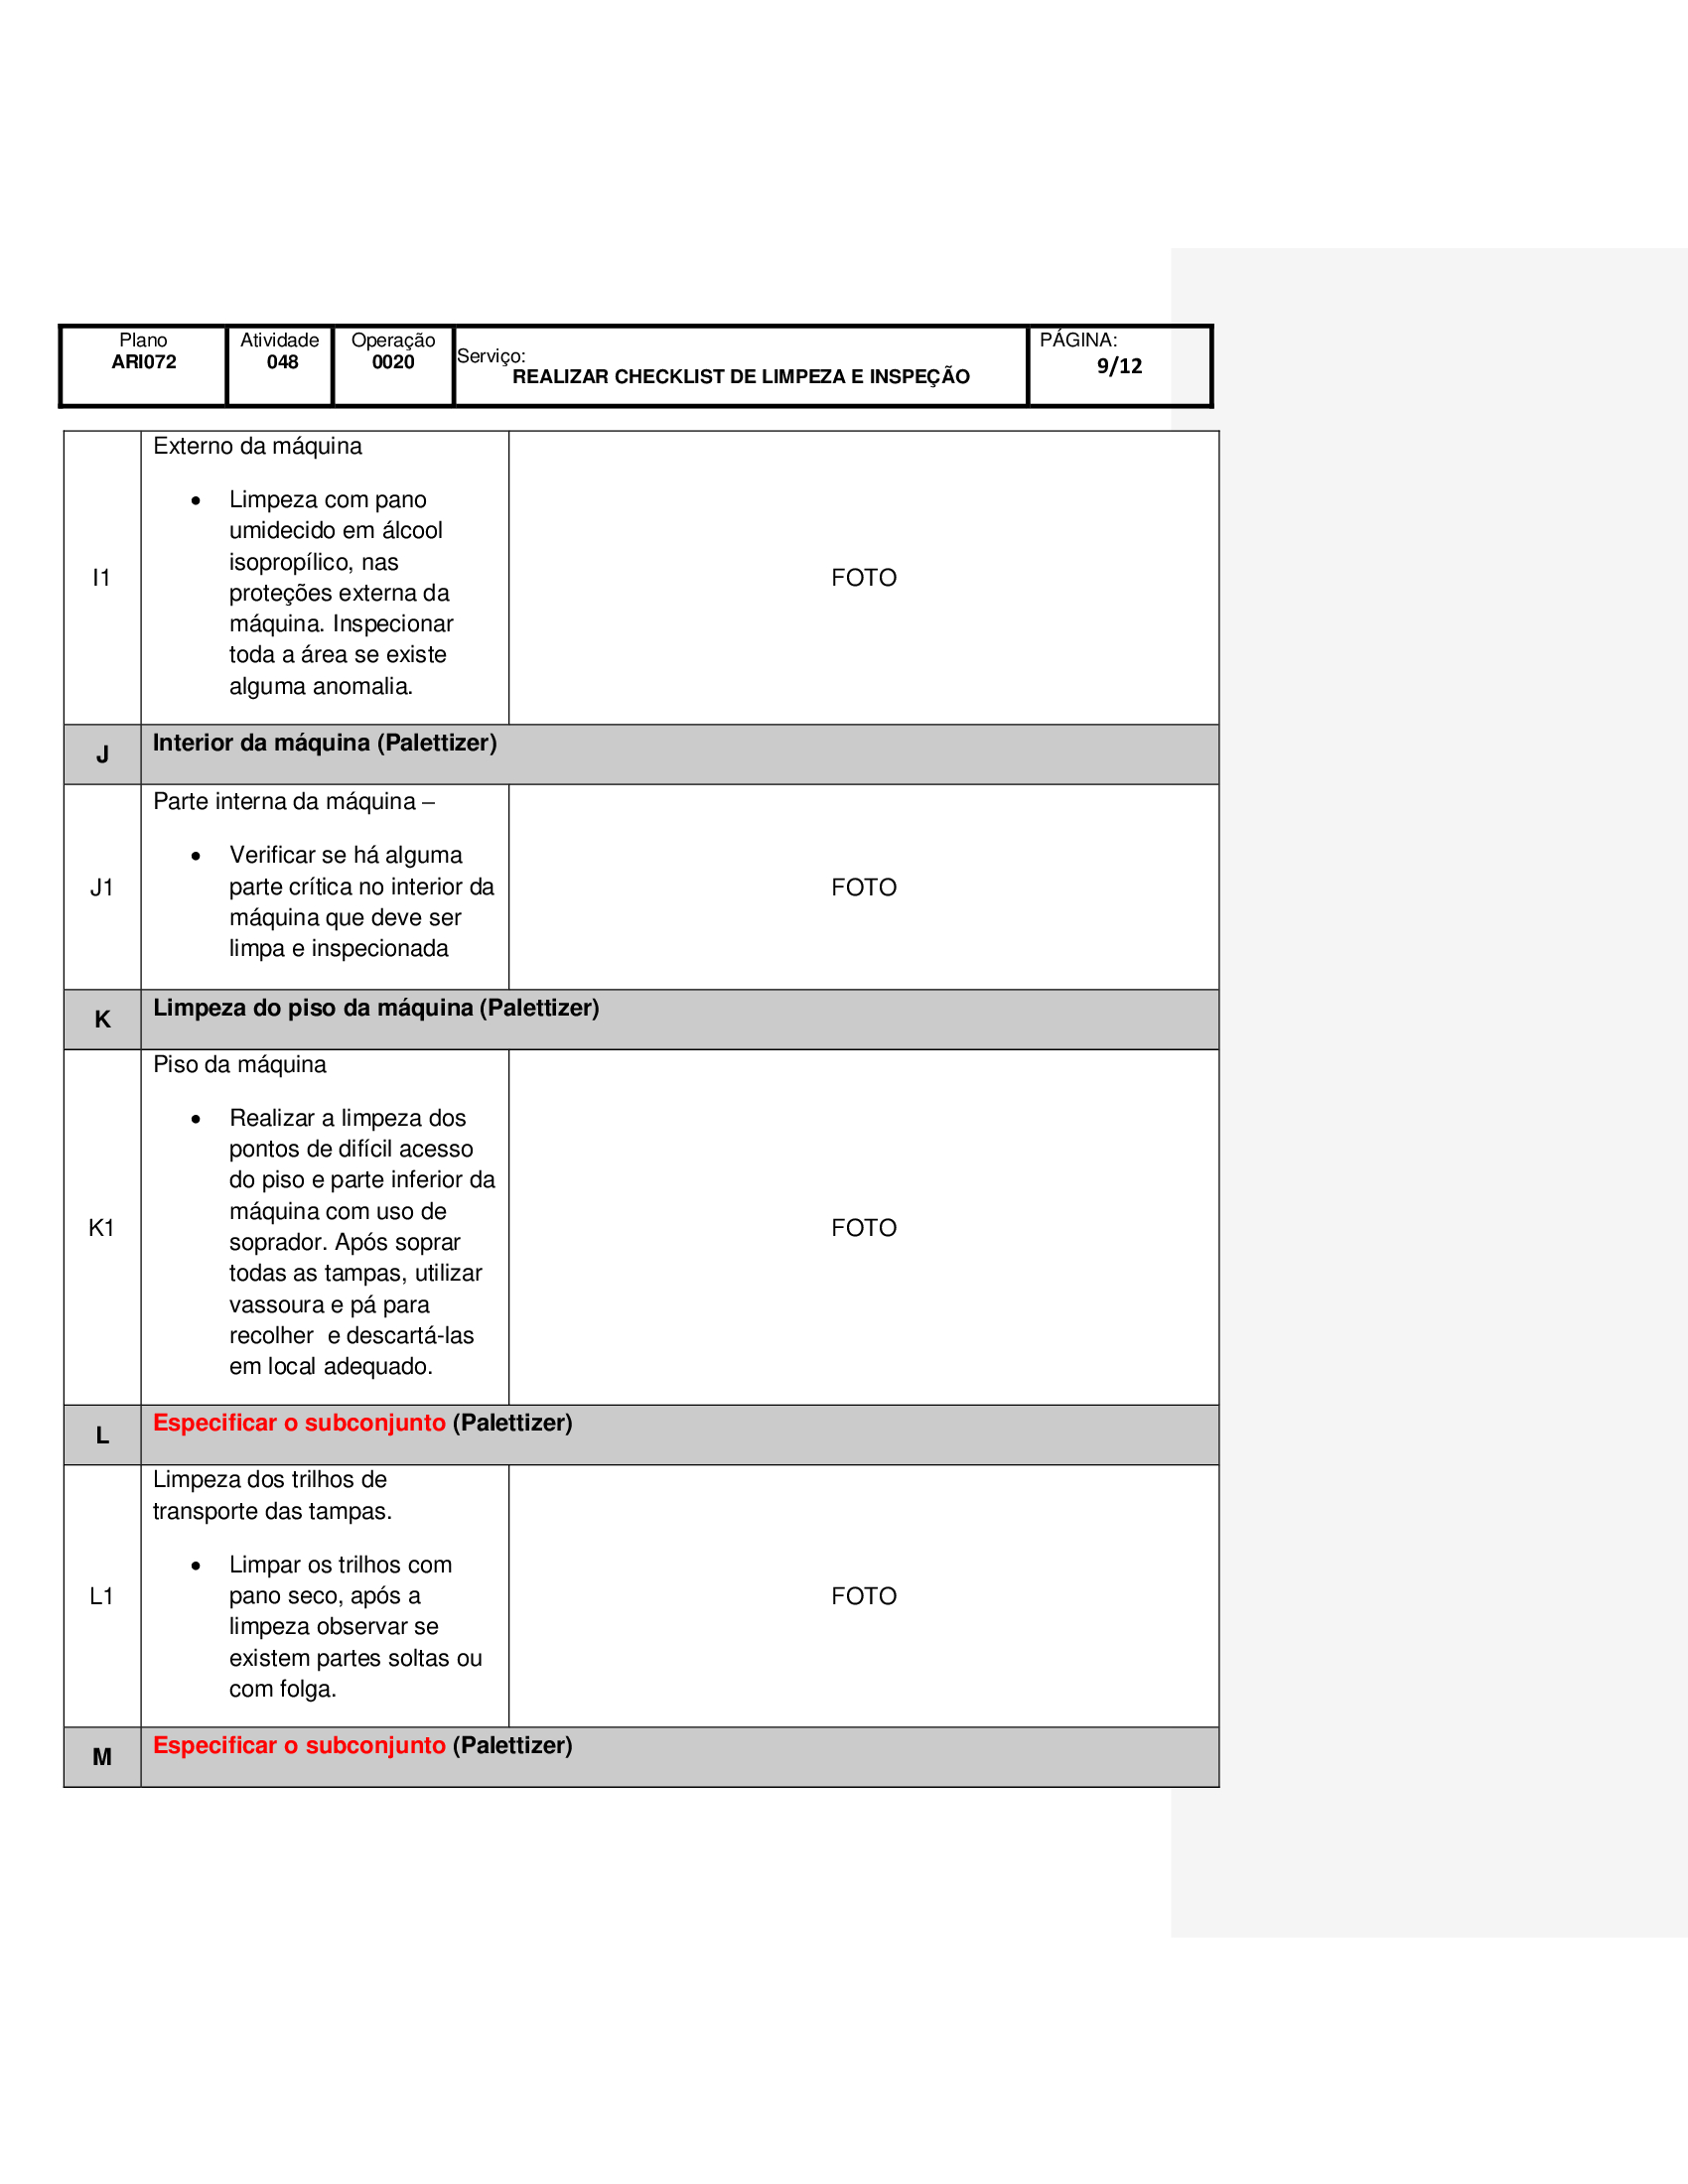 Plano
ARI072
Atividade
048
Operação
0020
Serviço:
REALIZAR CHECKLIST DE LIMPEZA E INSPEÇÃO
PÁGINA:
9/12
I1
Externo da máquina
• Limpeza com pano
umidecido em álcool
isopropílico, nas
proteções externa da
máquina. Inspecionar
toda a área se existe
alguma anomalia.
FOTO
J
Interior da máquina (Palettizer)
J1
Parte interna da máquina –
• Verificar se há alguma
parte crítica no interior da
máquina que deve ser
limpa e inspecionada
FOTO
K
Limpeza do piso da máquina (Palettizer)
K1
Piso da máquina
• Realizar a limpeza dos
pontos de difícil acesso
do piso e parte inferior da
máquina com uso de
soprador. Após soprar
todas as tampas, utilizar
vassoura e pá para
recolher  e descartá-las
em local adequado.
FOTO
L
Especificar o subconjunto (Palettizer)
L1
Limpeza dos trilhos de
transporte das tampas.
• Limpar os trilhos com
pano seco, após a
limpeza observar se
existem partes soltas ou
com folga.
FOTO
M
Especificar o subconjunto (Palettizer)